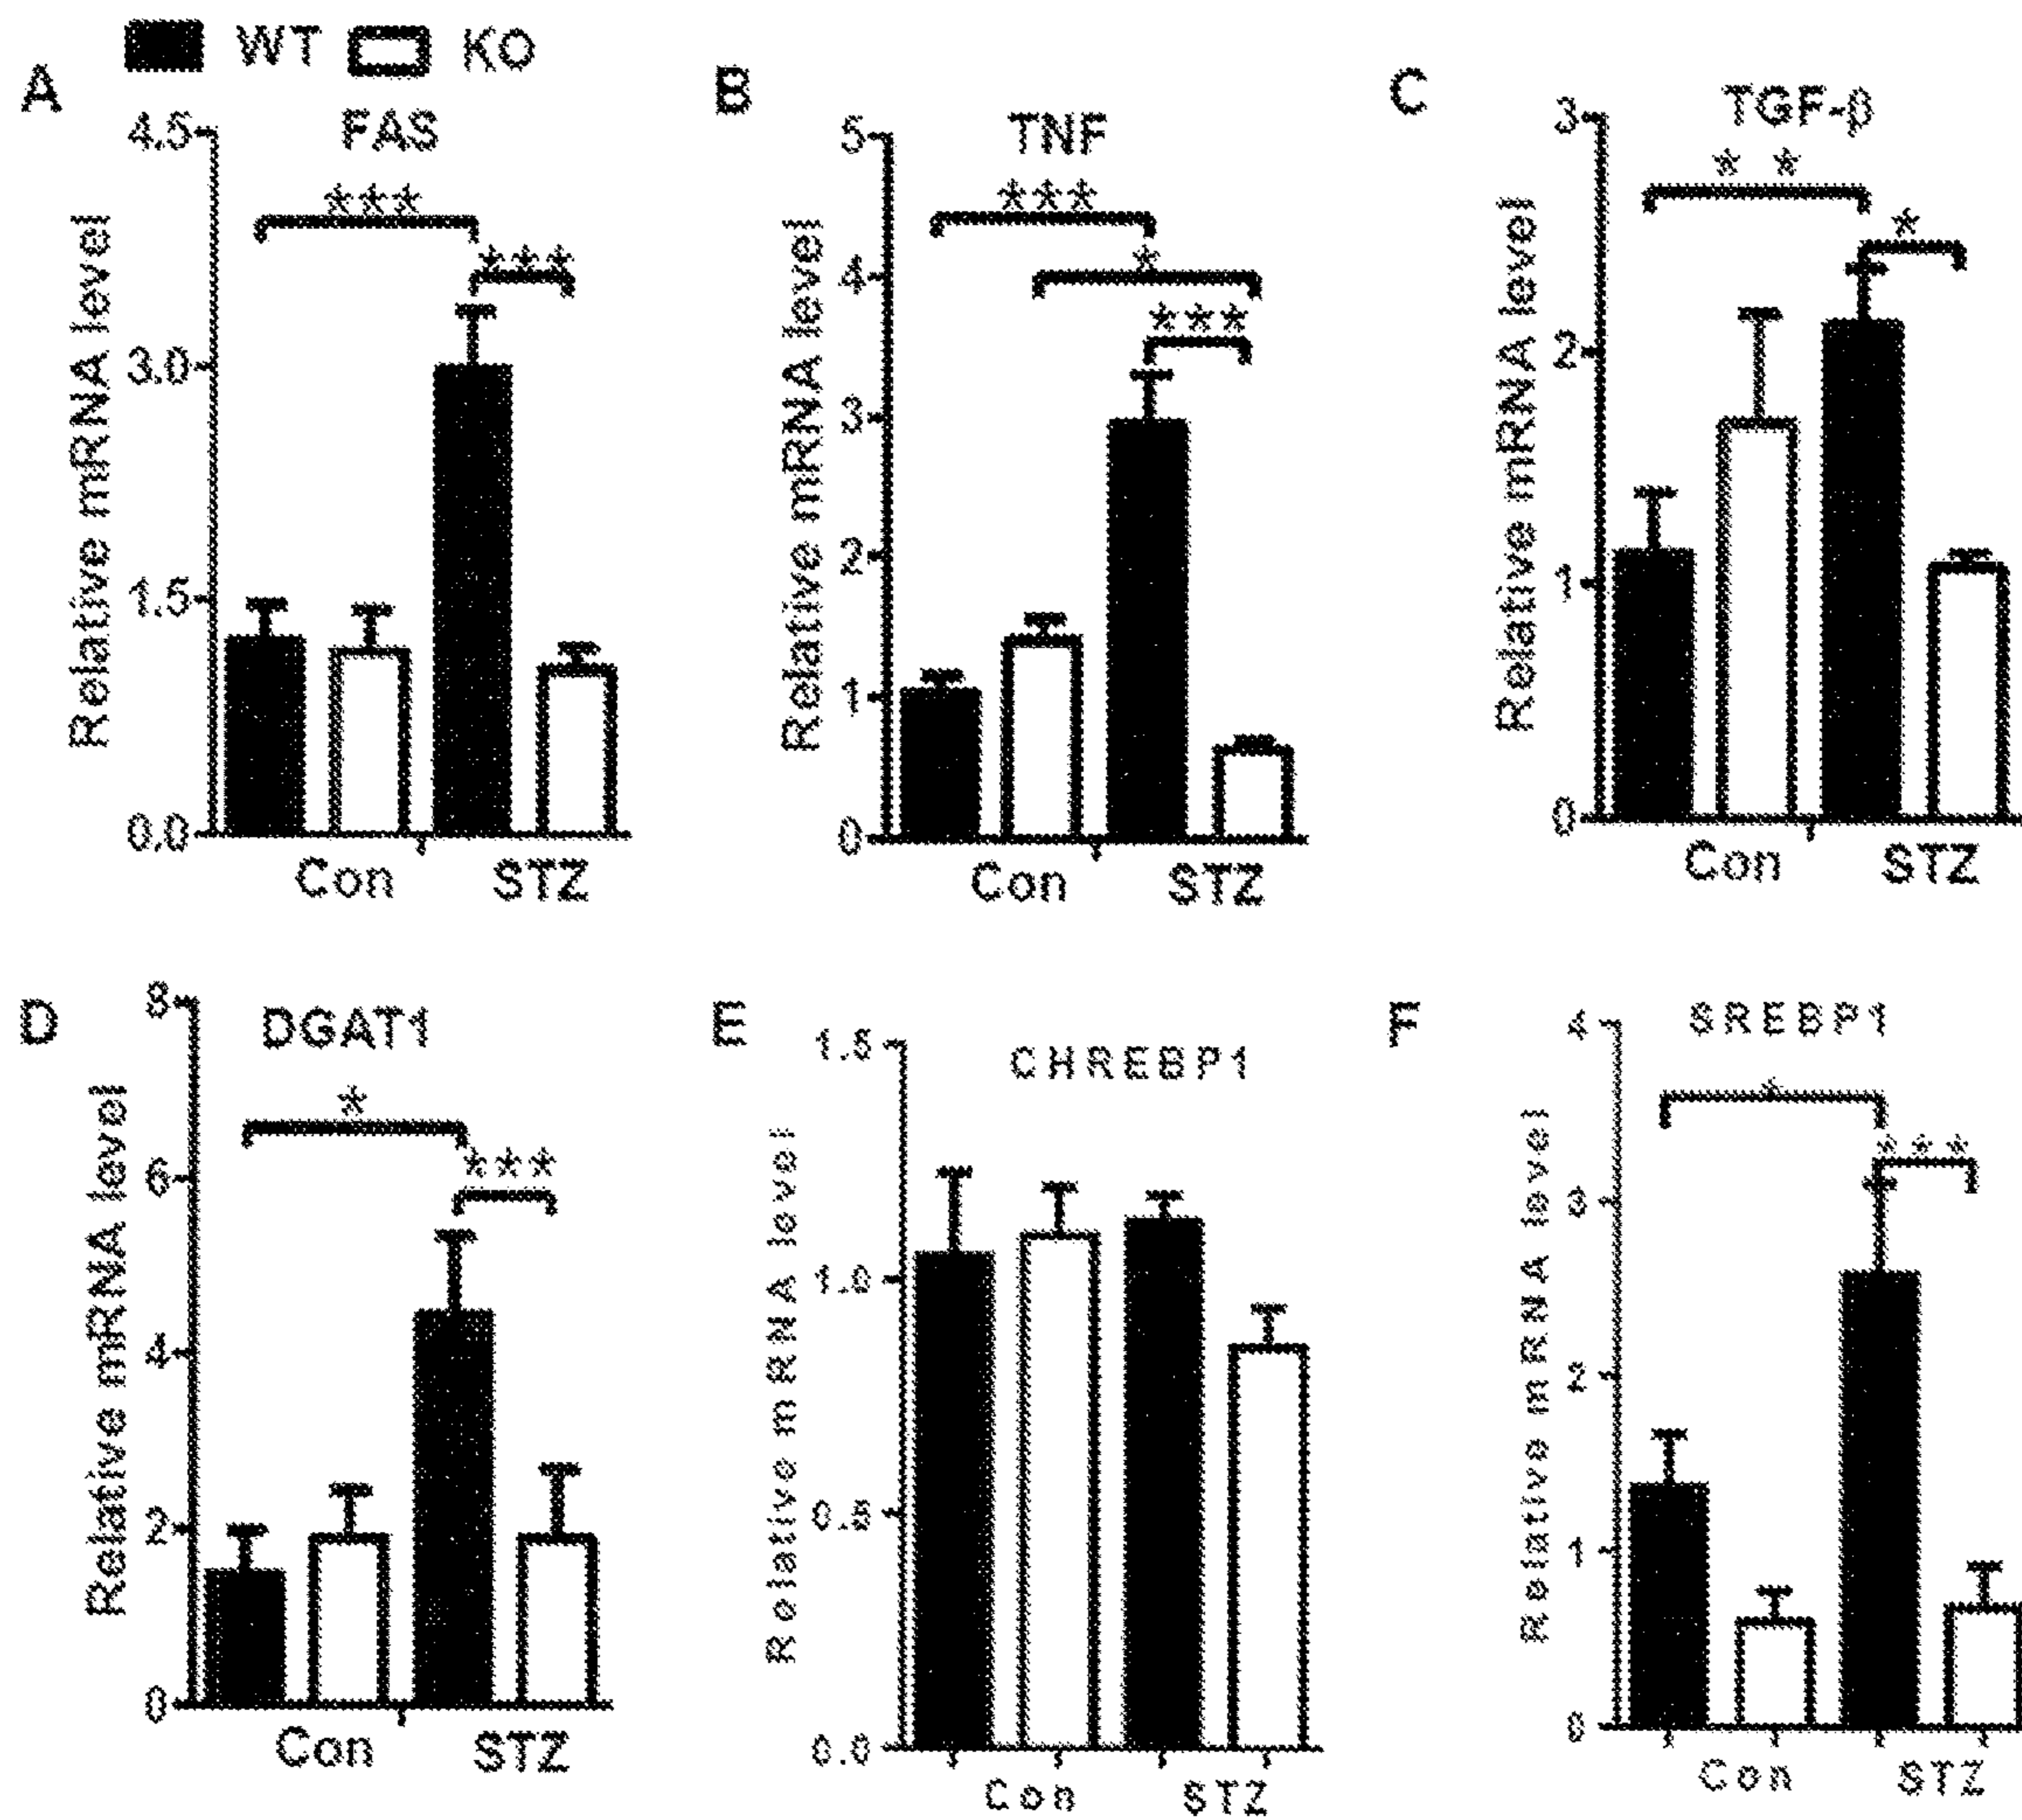 WT KO
A
FAS
Relative mRNA level
4.5
3.0
1.5
0.0
***
***
Con STZ
B
TNF
Relative mRNA level
5
4
3
2
1
0
***
*
***
Con STZ
C
TGF-β
Relative mRNA level
3
2
1
0
* *
*
Con STZ
D
DGAT1
Relative mRNA level
8
6
4
2
0
*
***
Con STZ
E
CHREBP1
Relative mRNA level
1.5
1.0
0.5
0.0
Con STZ
F
SREBP1
Relative mRNA level
4
3
2
1
0
*
***
Con STZ